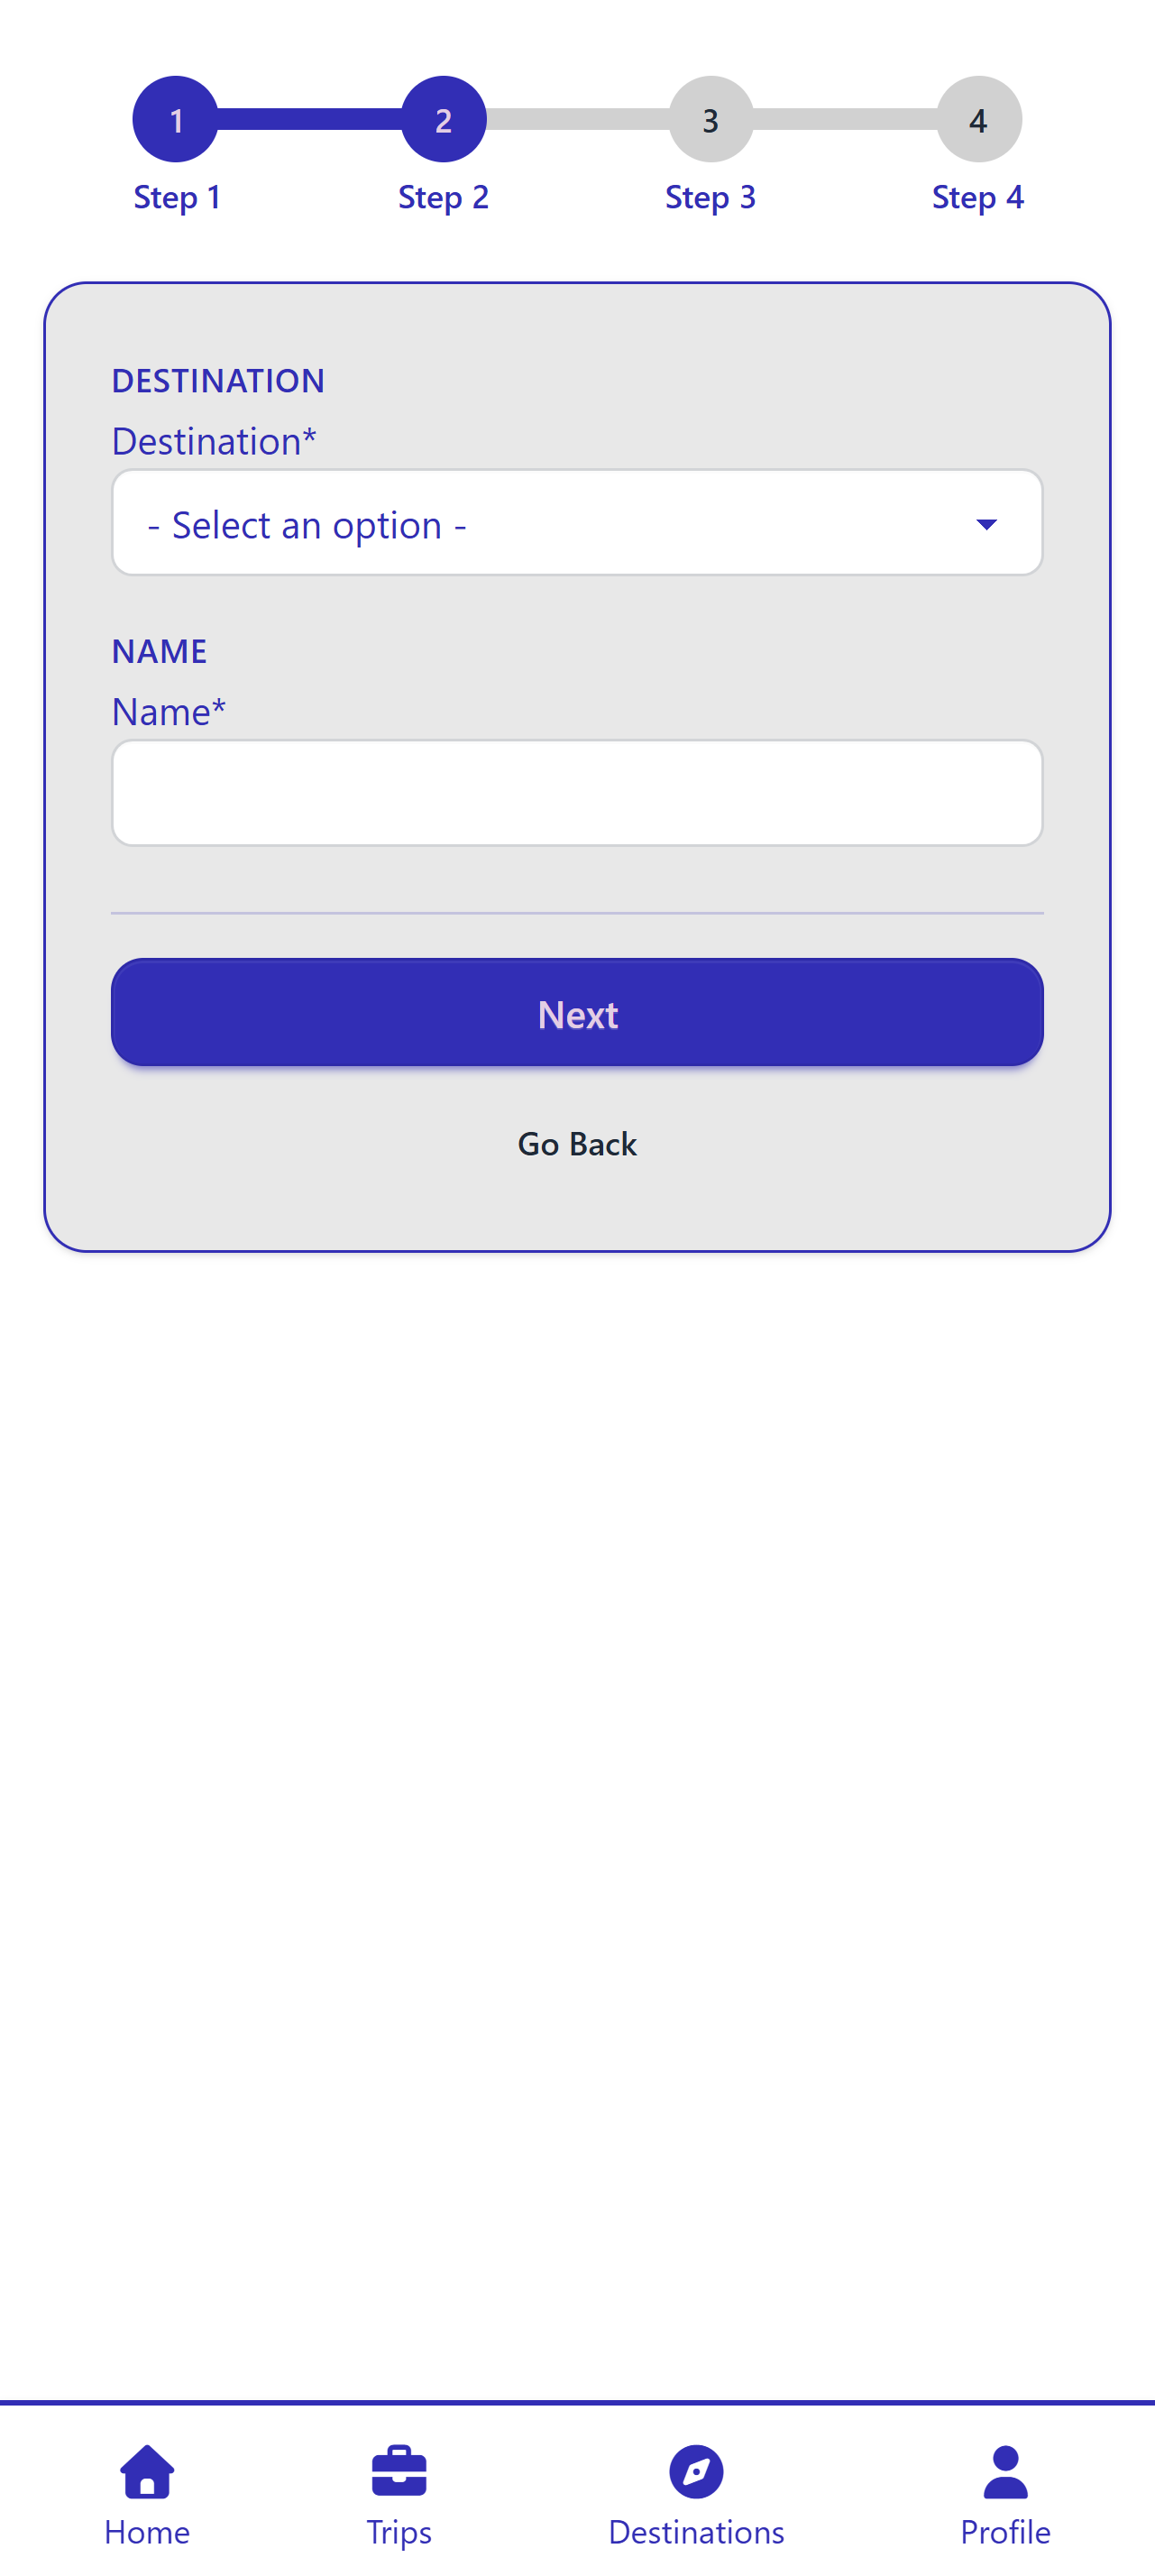 1 2 3 4
Step 1 Step 2 Step 3 Step 4
DESTINATION
Destination*
- Select an option -
NAME
Name*
Next
Go Back
Home Trips Destinations Profile